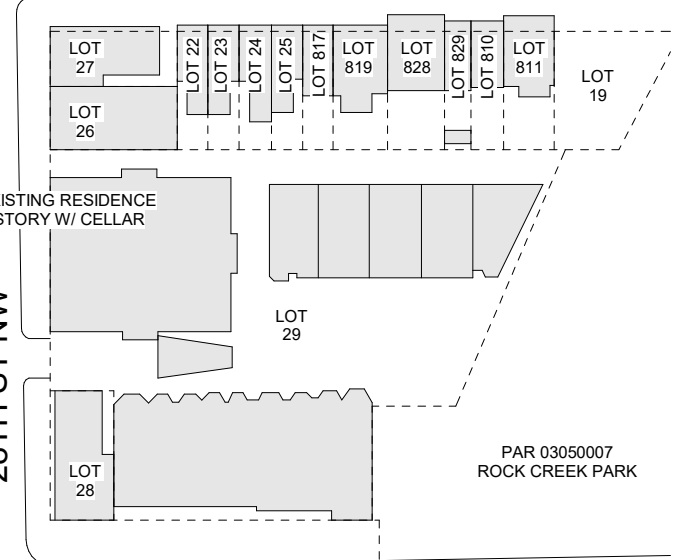 LOT
27
LOT 22
LOT 23
LOT 24
LOT 25
LOT 817
LOT
819
LOT
828
LOT 829
LOT 810
LOT
811
LOT
19
LOT
26
ISTING RESIDENCE
STORY W/ CELLAR
LOT
29
LOT
28
PAR 03050007
ROCK CREEK PARK